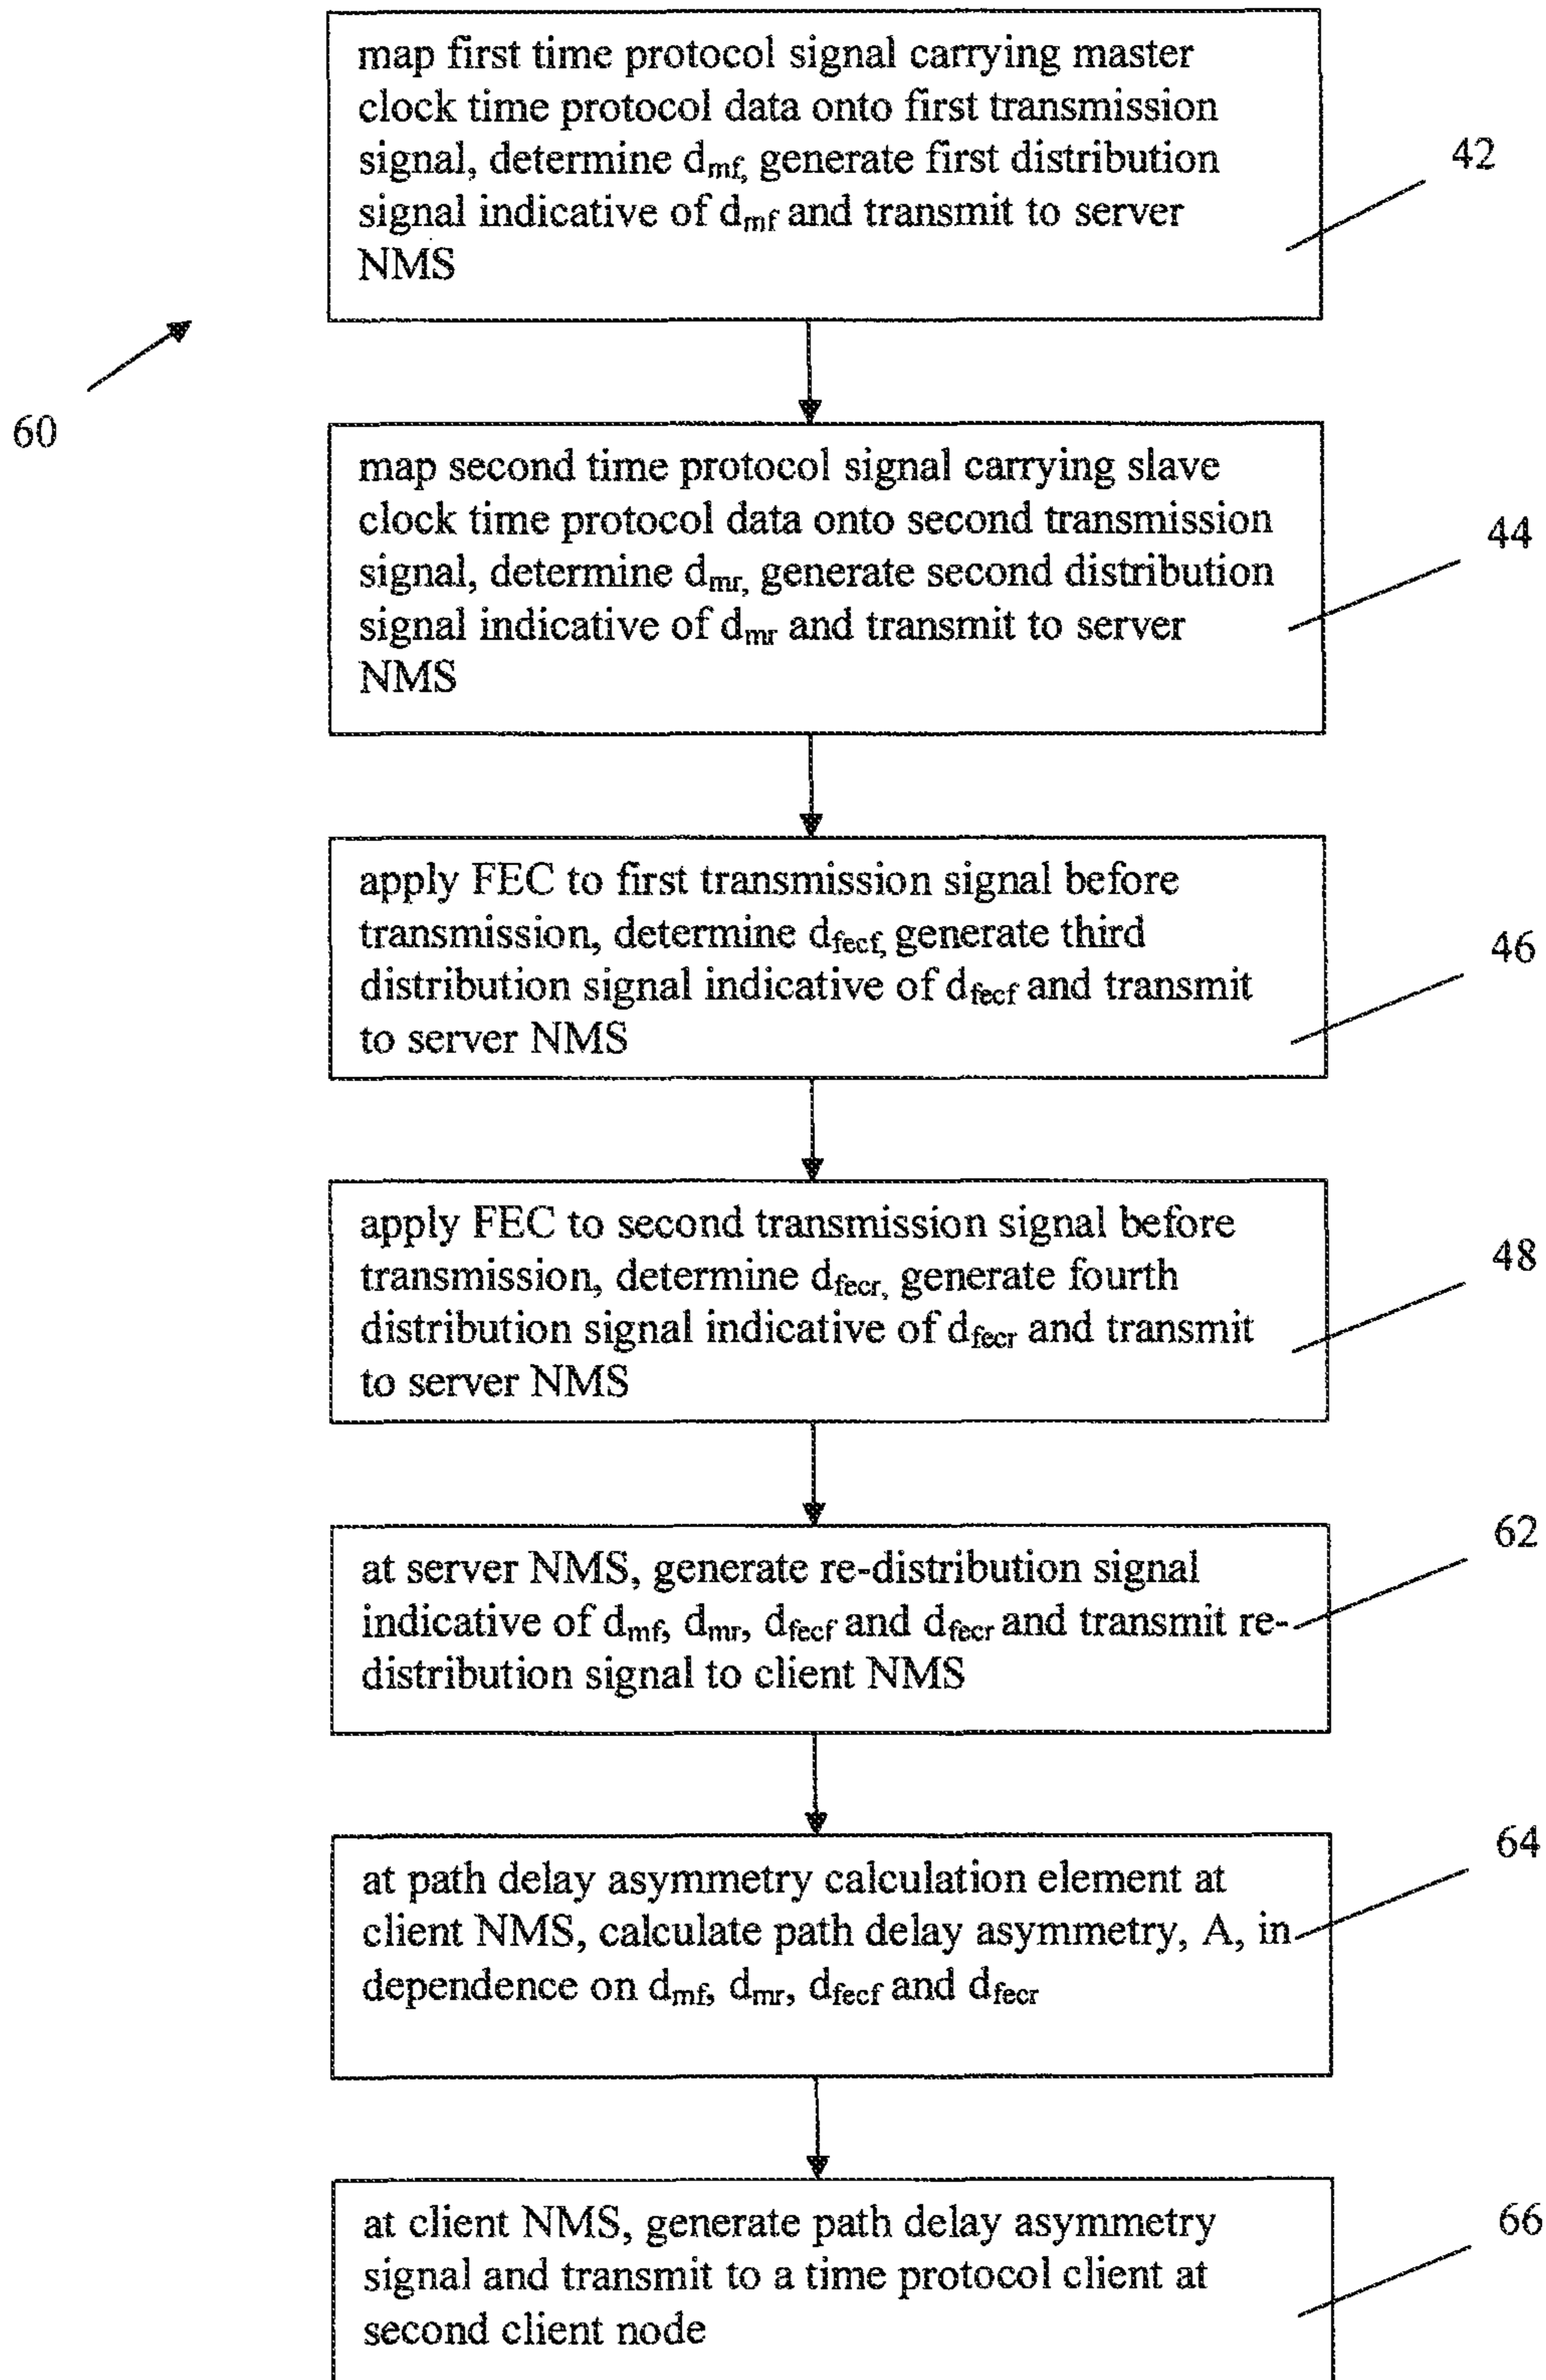 map first time protocol signal carrying master
clock time protocol data onto first transmission
signal, determine dmf, generate first distribution
signal indicative of dmf and transmit to server
NMS
42
60
map second time protocol signal carrying slave
clock time protocol data onto second transmission
signal, determine dmr, generate second distribution
signal indicative of dmr and transmit to server
NMS
44
apply FEC to first transmission signal before
transmission, determine dfecf, generate third
distribution signal indicative of dfecf and transmit
to server NMS
46
apply FEC to second transmission signal before
transmission, determine dfecr, generate fourth
distribution signal indicative of dfecr and transmit
to server NMS
48
at server NMS, generate re-distribution signal
indicative of dmf, dmr, dfecf and dfecr and transmit re-
distribution signal to client NMS
62
at path delay asymmetry calculation element at
client NMS, calculate path delay asymmetry, A, in
dependence on dmf, dmr, dfecf and dfecr
64
at client NMS, generate path delay asymmetry
signal and transmit to a time protocol client at
second client node
66